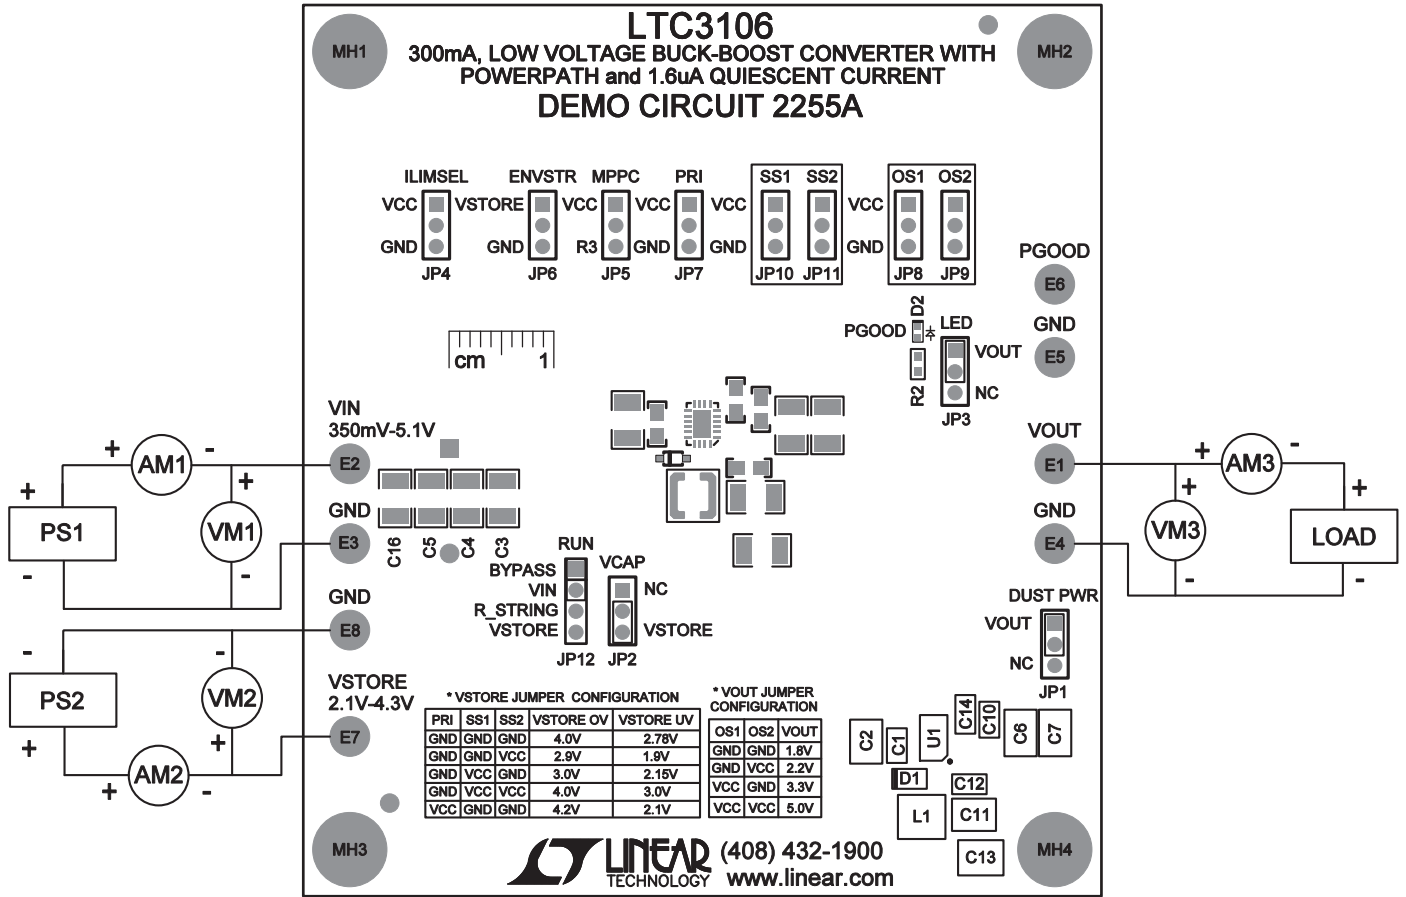 LTC3106
300mA, LOW VOLTAGE BUCK-BOOST CONVERTER WITH
POWERPATH and 1.6uA QUIESCENT CURRENT
DEMO CIRCUIT 2255A
MH1
MH2
ILIMSEL
VCC
GND
JP4
ENVSTR
VSTORE
GND
JP6
MPPC
VCC
R3
JP5
PRI
VCC
GND
JP7
SS1 SS2
VCC
GND
JP10 JP11
OS1 OS2
VCC
GND
JP8 JP9
PGOOD
E6
GND
E5
D2
PGOOD
R2
LED
VOUT
NC
JP3
cm 1
VIN
350mV-5.1V
E2
GND
E3
GND
E8
VSTORE
2.1V-4.3V
E7
+ AM1 -
+
PS1
-
+
VM1
-
-
PS2
+
-
VM2
+
+ AM2 -
C16 C5 C4 C3
RUN
BYPASS
VIN
R_STRING
VSTORE
JP12
VCAP
NC
VSTORE
JP2
VOUT
E1
GND
E4
+ AM3 -
+
VM3
-
+
LOAD
-
DUST PWR
VOUT
NC
JP1
* VSTORE JUMPER CONFIGURATION
PRI SS1 SS2 VSTORE OV VSTORE UV
GND GND GND 4.0V 2.78V
GND GND VCC 2.9V 1.9V
GND VCC GND 3.0V 2.15V
GND VCC VCC 4.0V 3.0V
VCC GND GND 4.2V 2.1V
* VOUT JUMPER
CONFIGURATION
OS1 OS2 VOUT
GND GND 1.8V
GND VCC 2.2V
VCC GND 3.3V
VCC VCC 5.0V
C2
C1
U1
C14
C10
C6
C7
D1
C12
L1
C11
C13
MH3
MH4
LINEAR
TECHNOLOGY
(408) 432-1900
www.linear.com